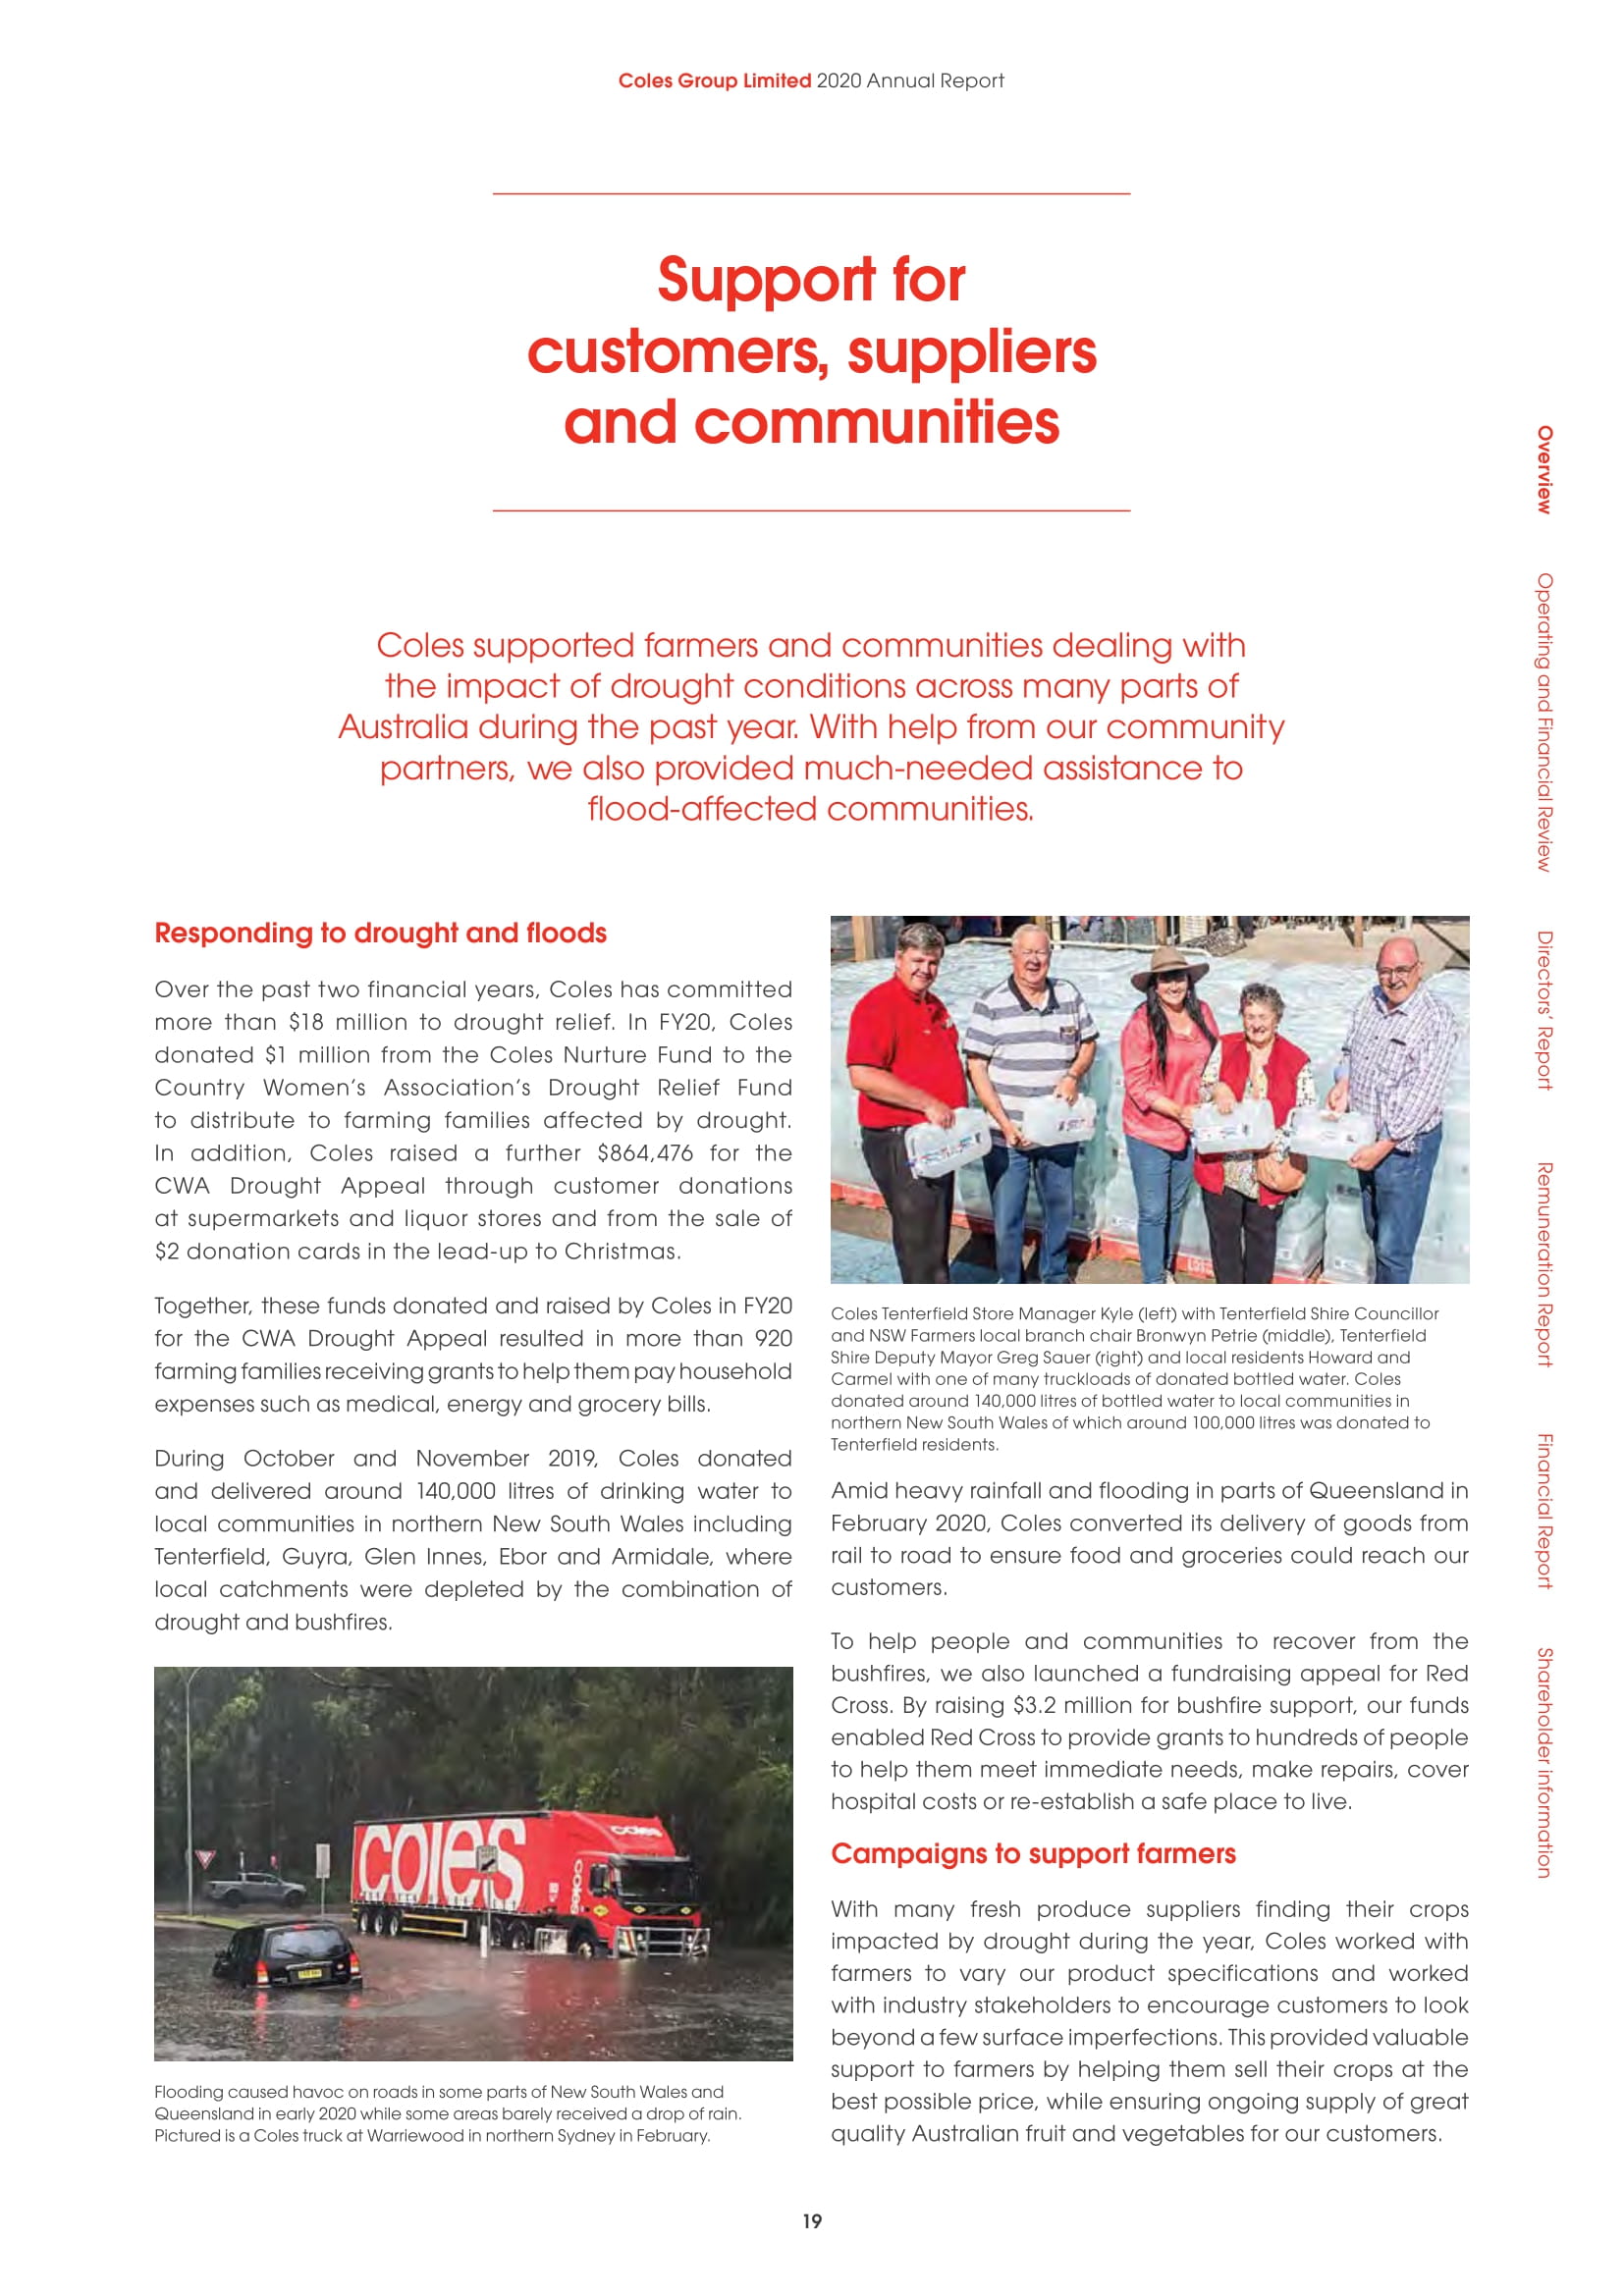 Coles Group Limited 2020 Annual Report
Support for
customers, suppliers
and communities
Coles supported farmers and communities dealing with
the impact of drought conditions across many parts of
Australia during the past year. With help from our community
partners, we also provided much-needed assistance to
flood-affected communities.
Responding to drought and floods
Over the past two financial years, Coles has committed
more than $18 million to drought relief. In FY20, Coles
donated $1 million from the Coles Nurture Fund to the
Country Women's Association's Drought Relief Fund
to distribute to farming families affected by drought.
In addition, Coles raised a further $864,476 for the
CWA Drought Appeal through customer donations
at supermarkets and liquor stores and from the sale of
$2 donation cards in the lead-up to Christmas.
Together, these funds donated and raised by Coles in FY20
for the CWA Drought Appeal resulted in more than 920
farming families receiving grants to help them pay household
expenses such as medical, energy and grocery bills.
During October and November 2019, Coles donated
and delivered around 140,000 litres of drinking water to
local communities in northern New South Wales including
Tenterfield, Guyra, Glen Innes, Ebor and Armidale, where
local catchments were depleted by the combination of
drought and bushfires.
coles
coles
coles
Flooding caused havoc on roads in some parts of New South Wales and
Queensland in early 2020 while some areas barely received a drop of rain.
Pictured is a Coles truck at Warriewood in northern Sydney in February.
Coles Tenterfield Store Manager Kyle (left) with Tenterfield Shire Councillor
and NSW Farmers local branch chair Bronwyn Petrie (middle), Tenterfield
Shire Deputy Mayor Greg Sauer (right) and local residents Howard and
Carmel with one of many truckloads of donated bottled water. Coles
donated around 140,000 litres of bottled water to local communities in
northern New South Wales of which around 100,000 litres was donated to
Tenterfield residents.
Amid heavy rainfall and flooding in parts of Queensland in
February 2020, Coles converted its delivery of goods from
rail to road to ensure food and groceries could reach our
customers.
To help people and communities to recover from the
bushfires, we also launched a fundraising appeal for Red
Cross. By raising $3.2 million for bushfire support, our funds
enabled Red Cross to provide grants to hundreds of people
to help them meet immediate needs, make repairs, cover
hospital costs or re-establish a safe place to live.
Campaigns to support farmers
With many fresh produce suppliers finding their crops
impacted by drought during the year, Coles worked with
farmers to vary our product specifications and worked
with industry stakeholders to encourage customers to look
beyond a few surface imperfections. This provided valuable
support to farmers by helping them sell their crops at the
best possible price, while ensuring ongoing supply of great
quality Australian fruit and vegetables for our customers.
Overview
Operating and Financial Review
Directors' Report
Remuneration Report
Financial Report
Shareholder information
19